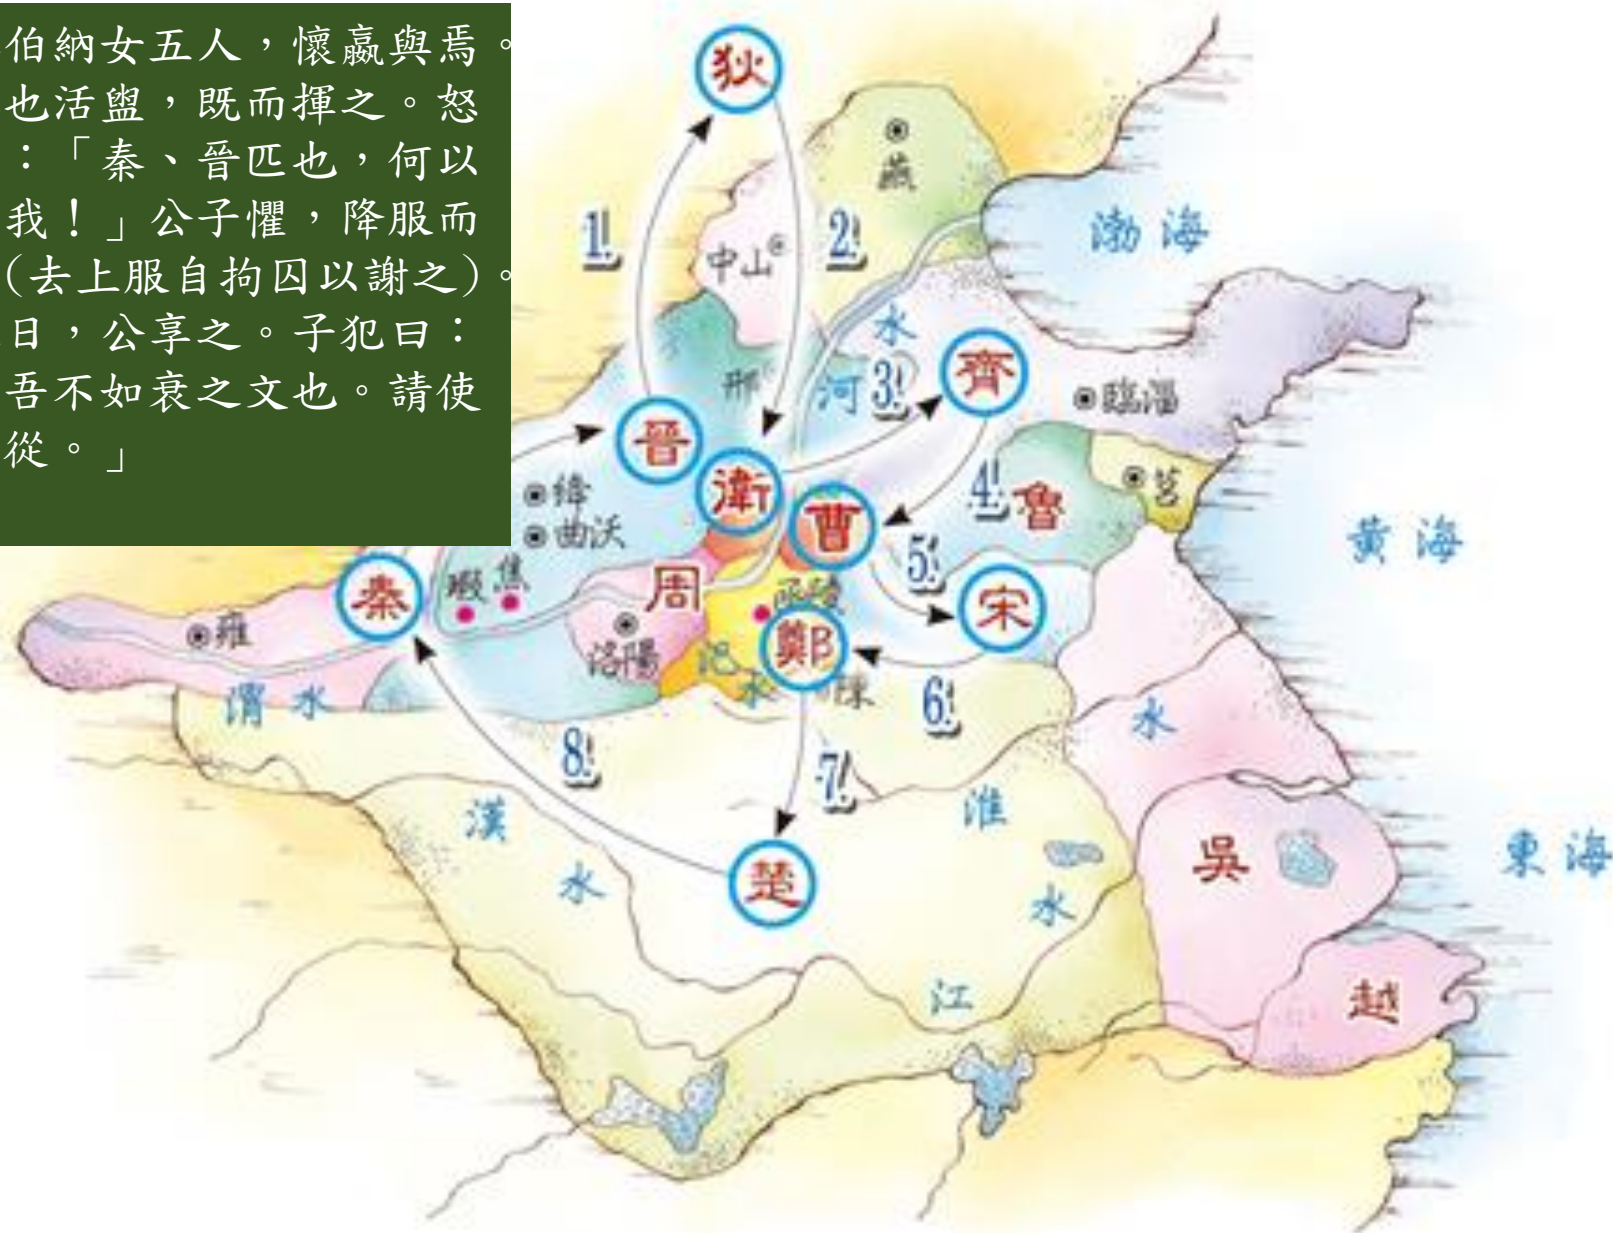 伯納女五人，懷嬴與焉。
也活盥，既而揮之。怒
：「秦、晉匹也，何以
我！」公子懼，降服而
(去上服自拘囚以謝之)。
日，公享之。子犯曰：
吾不如衰之文也。請使
從。」
狄
燕
1.
中山
2.
渤海
水
河
3.
齊
邢
臨淄
晉
衛
曹
4.
魯
莒
絳
曲沃
黃海
5.
秦
瑕
焦
周
宋
雍
洛陽
鄭
氾
水
陳
渭水
6.
水
8.
7.
漢
水
淮
水
吳
東海
楚
江
越